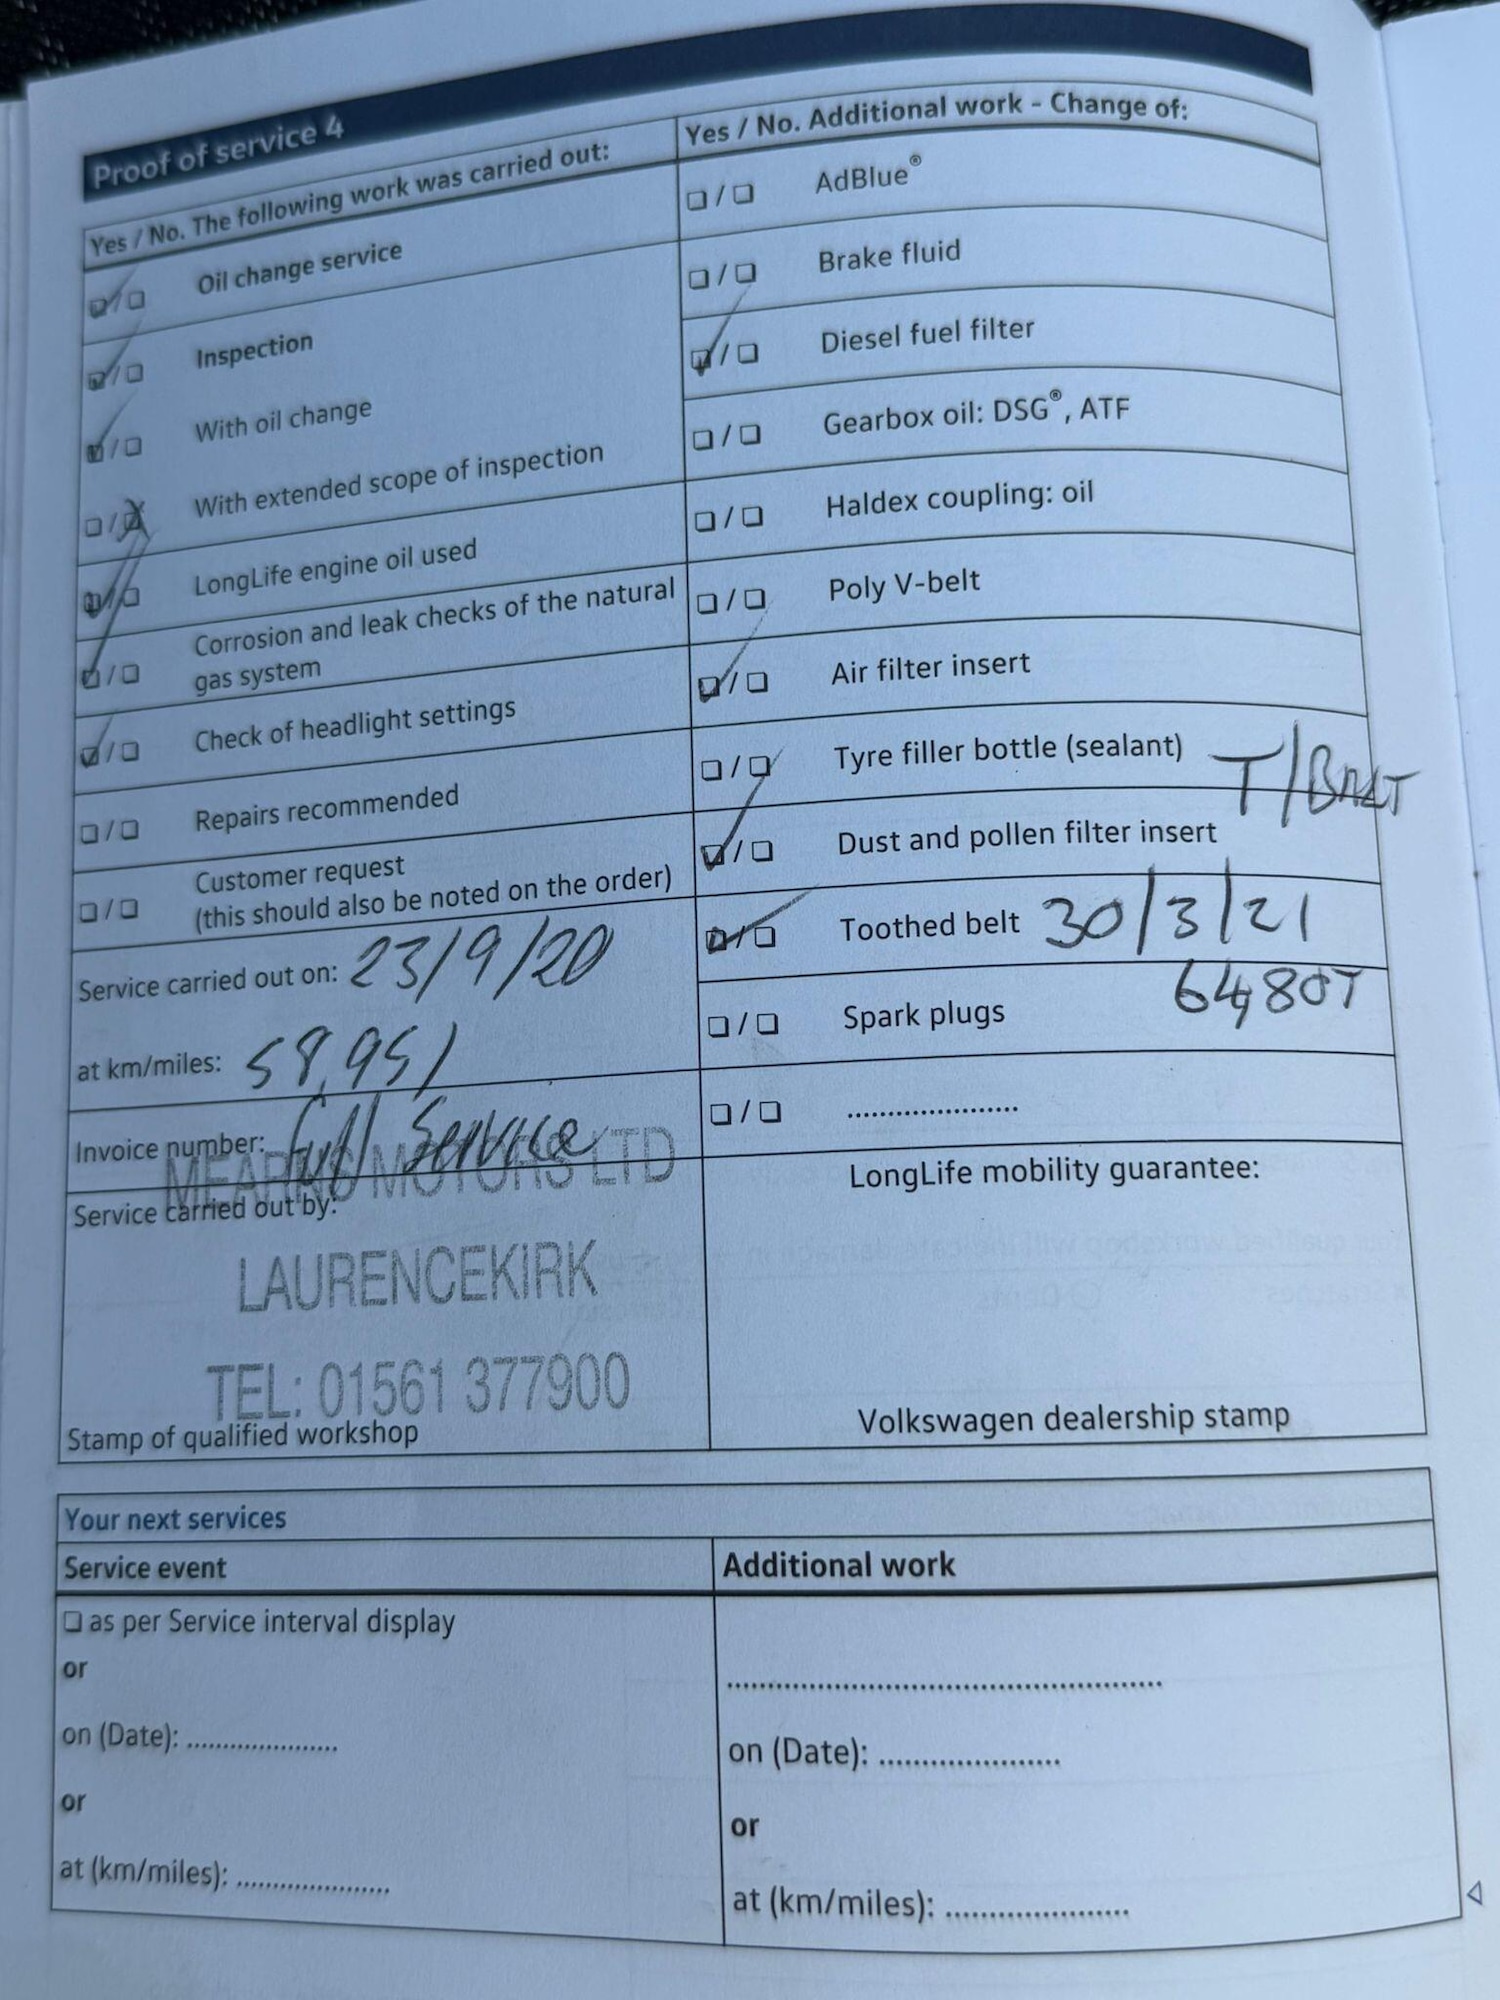 Proof of service 4
Yes / No. The following work was carried out:
❑/❑ Oil change service
❑/❑ Inspection
❑/❑ With oil change
❑/❑ With extended scope of inspection
❑/❑ LongLife engine oil used
❑/❑ Corrosion and leak checks of the natural
gas system
❑/❑ Check of headlight settings
❑/❑ Repairs recommended
❑/❑ Customer request
(this should also be noted on the order)
Service carried out on: 23/9/20
at km/miles: 58,951
Invoice number: Full Service
MEARNS MOTORS LTD
Service carried out by:
LAURENCEKIRK
TEL: 01561 377900
Stamp of qualified workshop
Yes / No. Additional work - Change of:
❑/❑ AdBlue®
❑/❑ Brake fluid
❑/❑ Diesel fuel filter
❑/❑ Gearbox oil: DSG®, ATF
❑/❑ Haldex coupling: oil
❑/❑ Poly V-belt
❑/❑ Air filter insert
❑/❑ Tyre filler bottle (sealant)
T/BELT
❑/❑ Dust and pollen filter insert
❑/❑ Toothed belt 30/3/21
64,807
❑/❑ Spark plugs
❑/❑ ....................
LongLife mobility guarantee:
Volkswagen dealership stamp
Your next services
Service event
❑ as per Service interval display
or
on (Date): ....................
or
at (km/miles): ....................
Additional work
..................................................
on (Date): ....................
or
at (km/miles): ....................